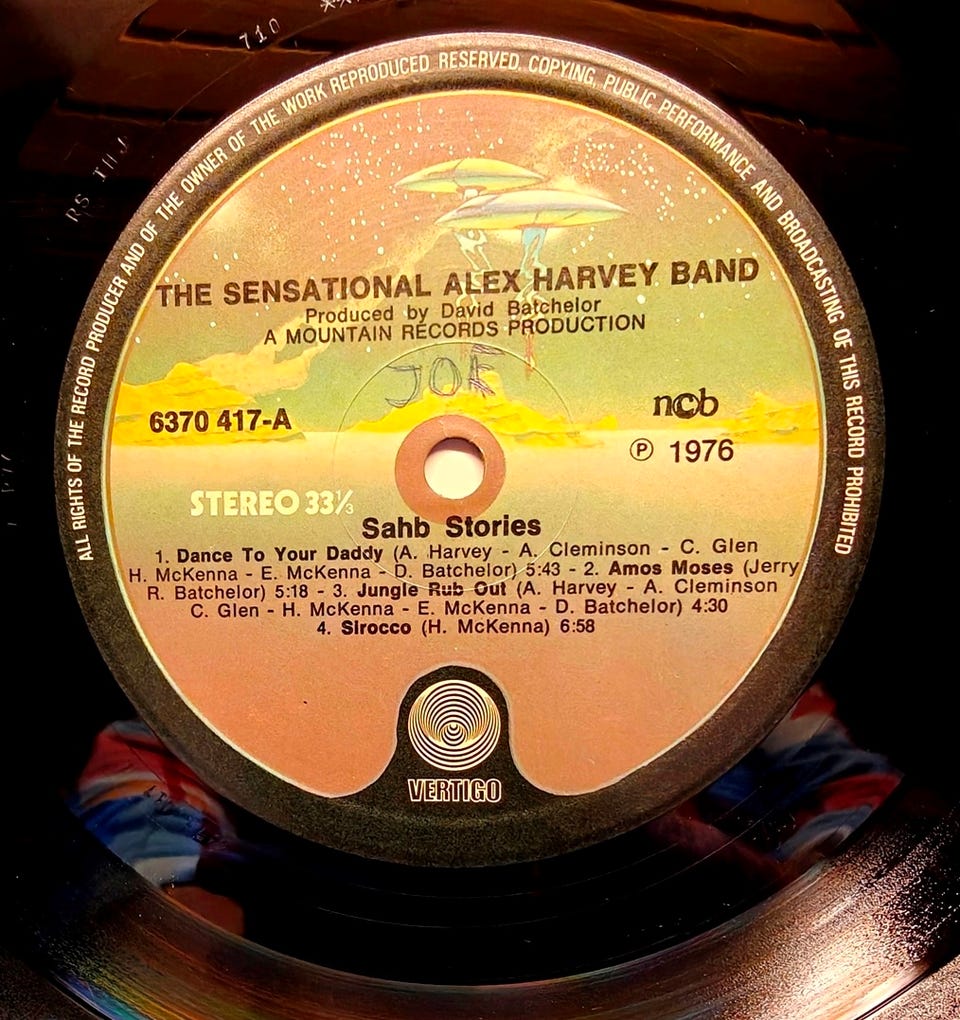 710
ALL RIGHTS OF THE RECORD PRODUCER AND OF THE OWNER OF THE WORK REPRODUCED RESERVED. COPYING, PUBLIC PERFORMANCE AND BROADCASTING OF THIS RECORD PROHIBITED
THE SENSATIONAL ALEX HARVEY BAND
Produced by David Batchelor
A MOUNTAIN RECORDS PRODUCTION
JOE
6370 417-A
ncb
Ⓟ 1976
STEREO 33⅓
Sahb Stories
1. Dance To Your Daddy (A. Harvey - A. Cleminson - C. Glen
H. McKenna - E. McKenna - D. Batchelor) 5:43 - 2. Amos Moses (Jerry
R. Batchelor) 5:18 - 3. Jungle Rub Out (A. Harvey - A. Cleminson
C. Glen - H. McKenna - E. McKenna - D. Batchelor) 4:30
4. Sirocco (H. McKenna) 6:58
VERTIGO